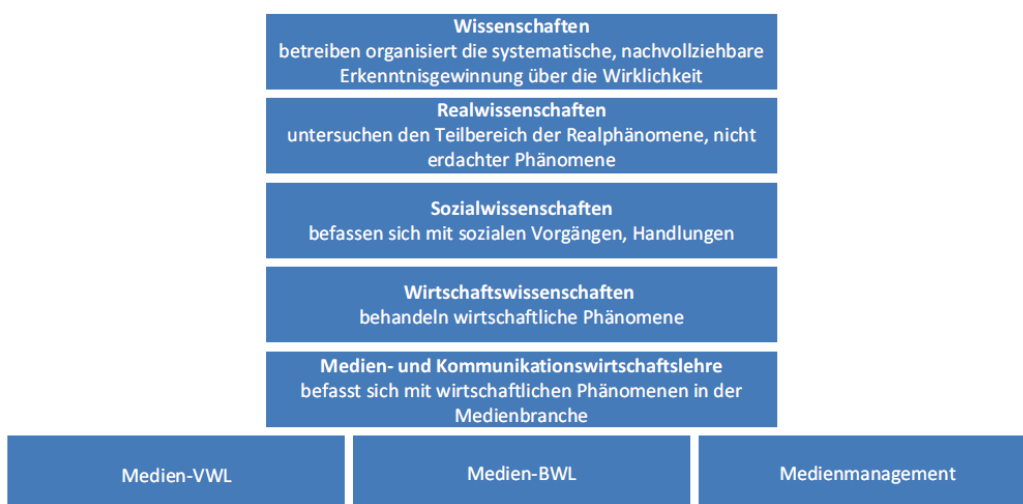 Wissenschaften
betreiben organisiert die systematische, nachvollziehbare
Erkenntnisgewinnung über die Wirklichkeit
Realwissenschaften
untersuchen den Teilbereich der Realphänomene, nicht
erdachter Phänomene
Sozialwissenschaften
befassen sich mit sozialen Vorgängen, Handlungen
Wirtschaftswissenschaften
behandeln wirtschaftliche Phänomene
Medien- und Kommunikationswirtschaftslehre
befasst sich mit wirtschaftlichen Phänomenen in der
Medienbranche
Medien-VWL
Medien-BWL
Medienmanagement